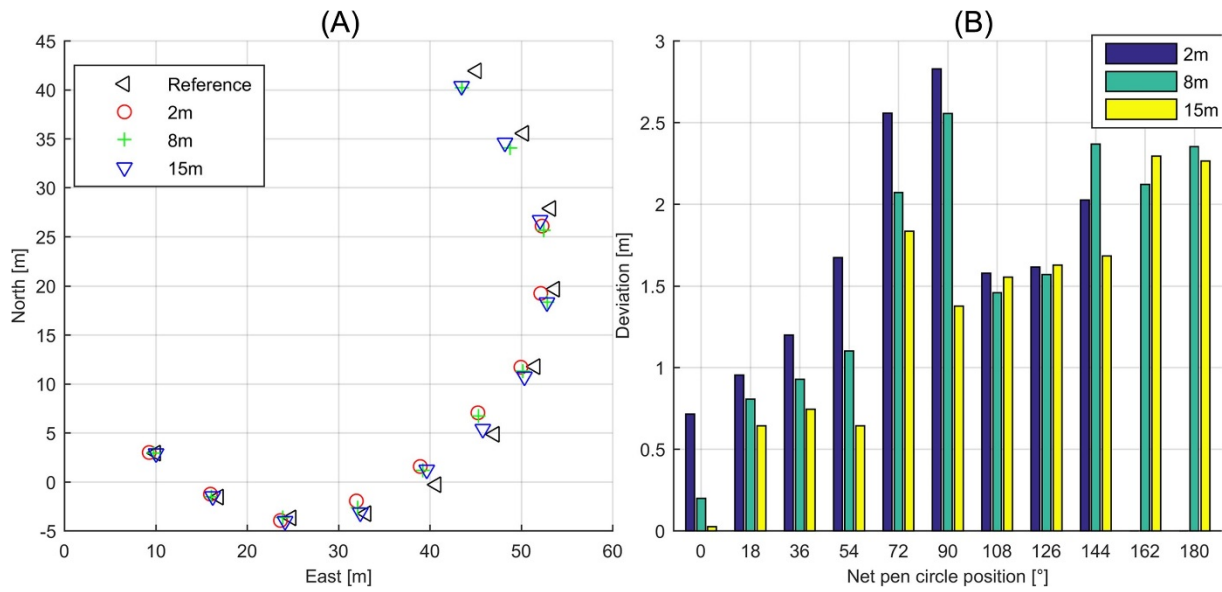 (A)
North [m]
45
40
35
30
25
20
15
10
5
0
-5
Reference
2m
8m
15m
0 10 20 30 40 50 60
East [m]
(B)
Deviation [m]
3
2.5
2
1.5
1
0.5
0
2m
8m
15m
0 18 36 54 72 90 108 126 144 162 180
Net pen circle position [°]